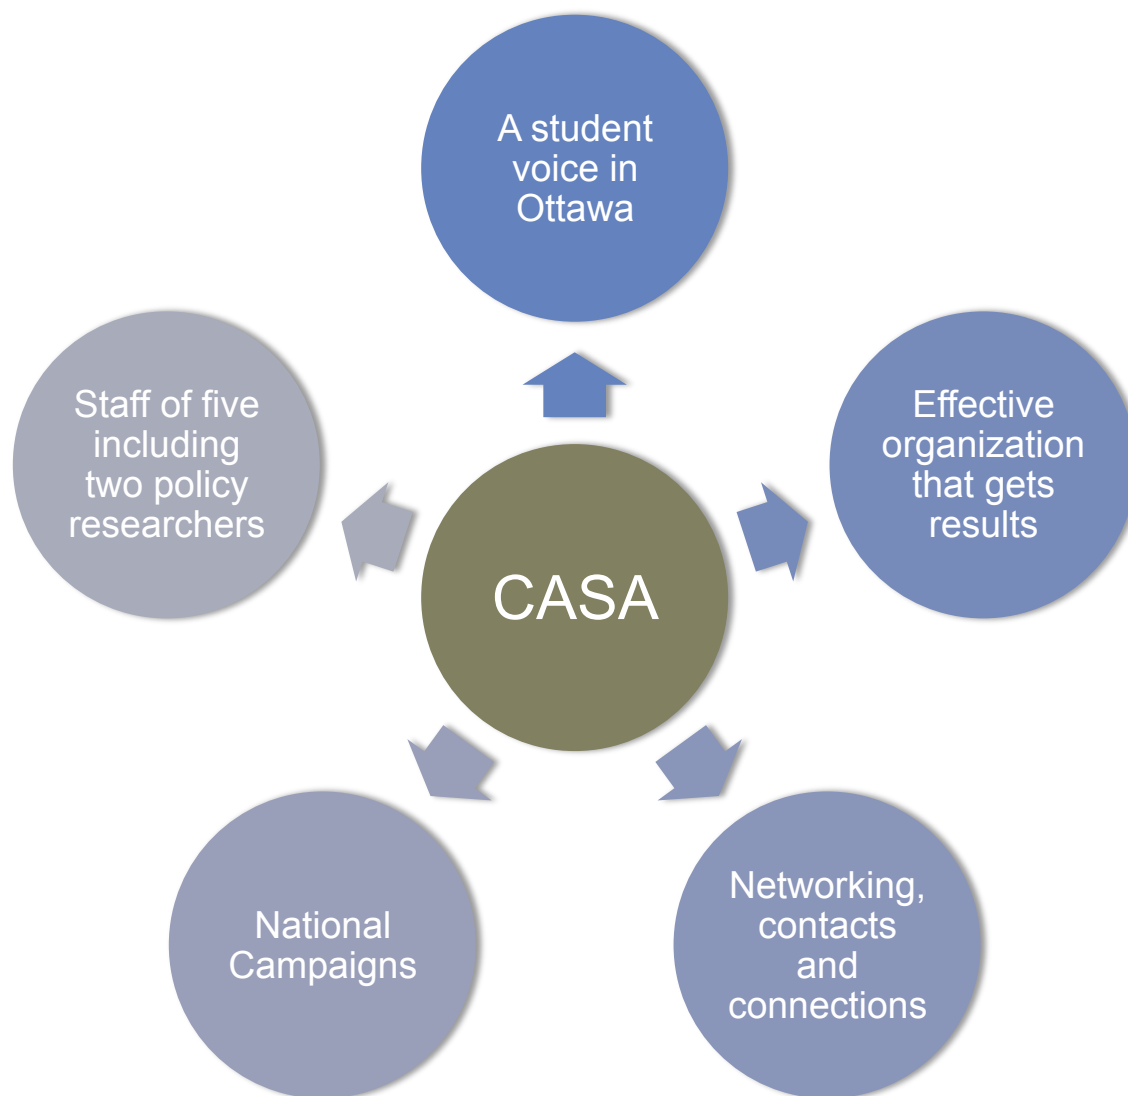 A student
voice in
Ottawa
Staff of five
including
two policy
researchers
Effective
organization
that gets
results
CASA
National
Campaigns
Networking,
contacts
and
connections